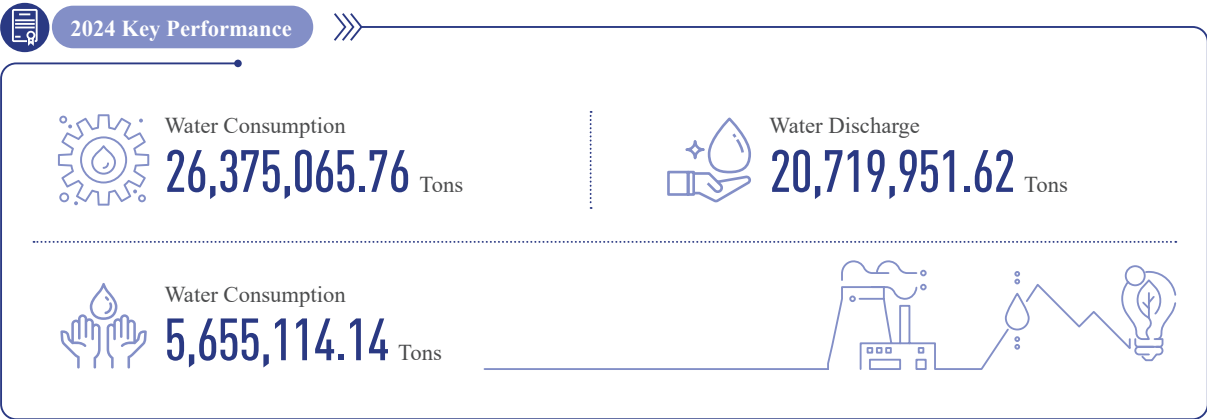 2024 Key Performance
Water Consumption
26,375,065.76 Tons
Water Discharge
20,719,951.62 Tons
Water Consumption
5,655,114.14 Tons